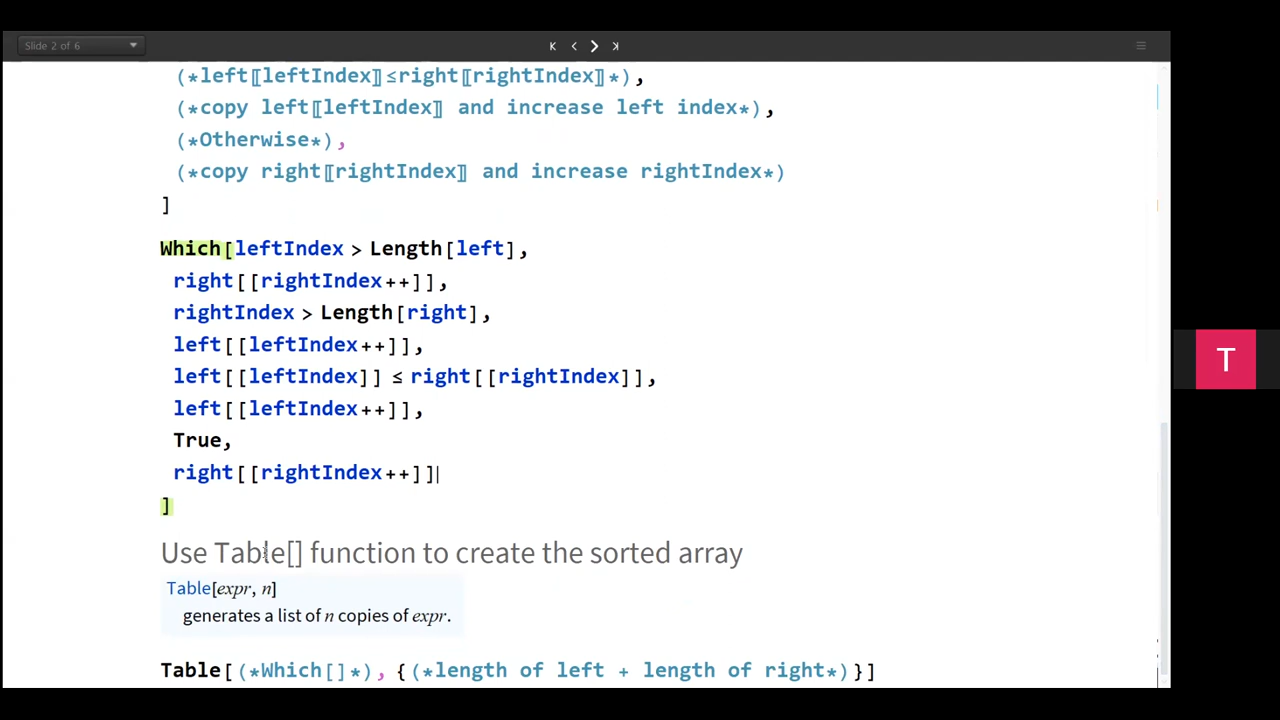 Slide 2 of 6
(*left〚leftIndex〛≤right〚rightIndex〛*),
(*copy left〚leftIndex〛 and increase left index*),
(*Otherwise*),
(*copy right〚rightIndex〛 and increase rightIndex*)
]
Which[leftIndex > Length[left],
right[[rightIndex++]],
rightIndex > Length[right],
left[[leftIndex++]],
left[[leftIndex]] ≤ right[[rightIndex]],
left[[leftIndex++]],
True,
right[[rightIndex++]]
]
T
Use Table[] function to create the sorted array
Table[expr, n]
generates a list of n copies of expr.
Table[(*Which[]*), {(*length of left + length of right*)}]